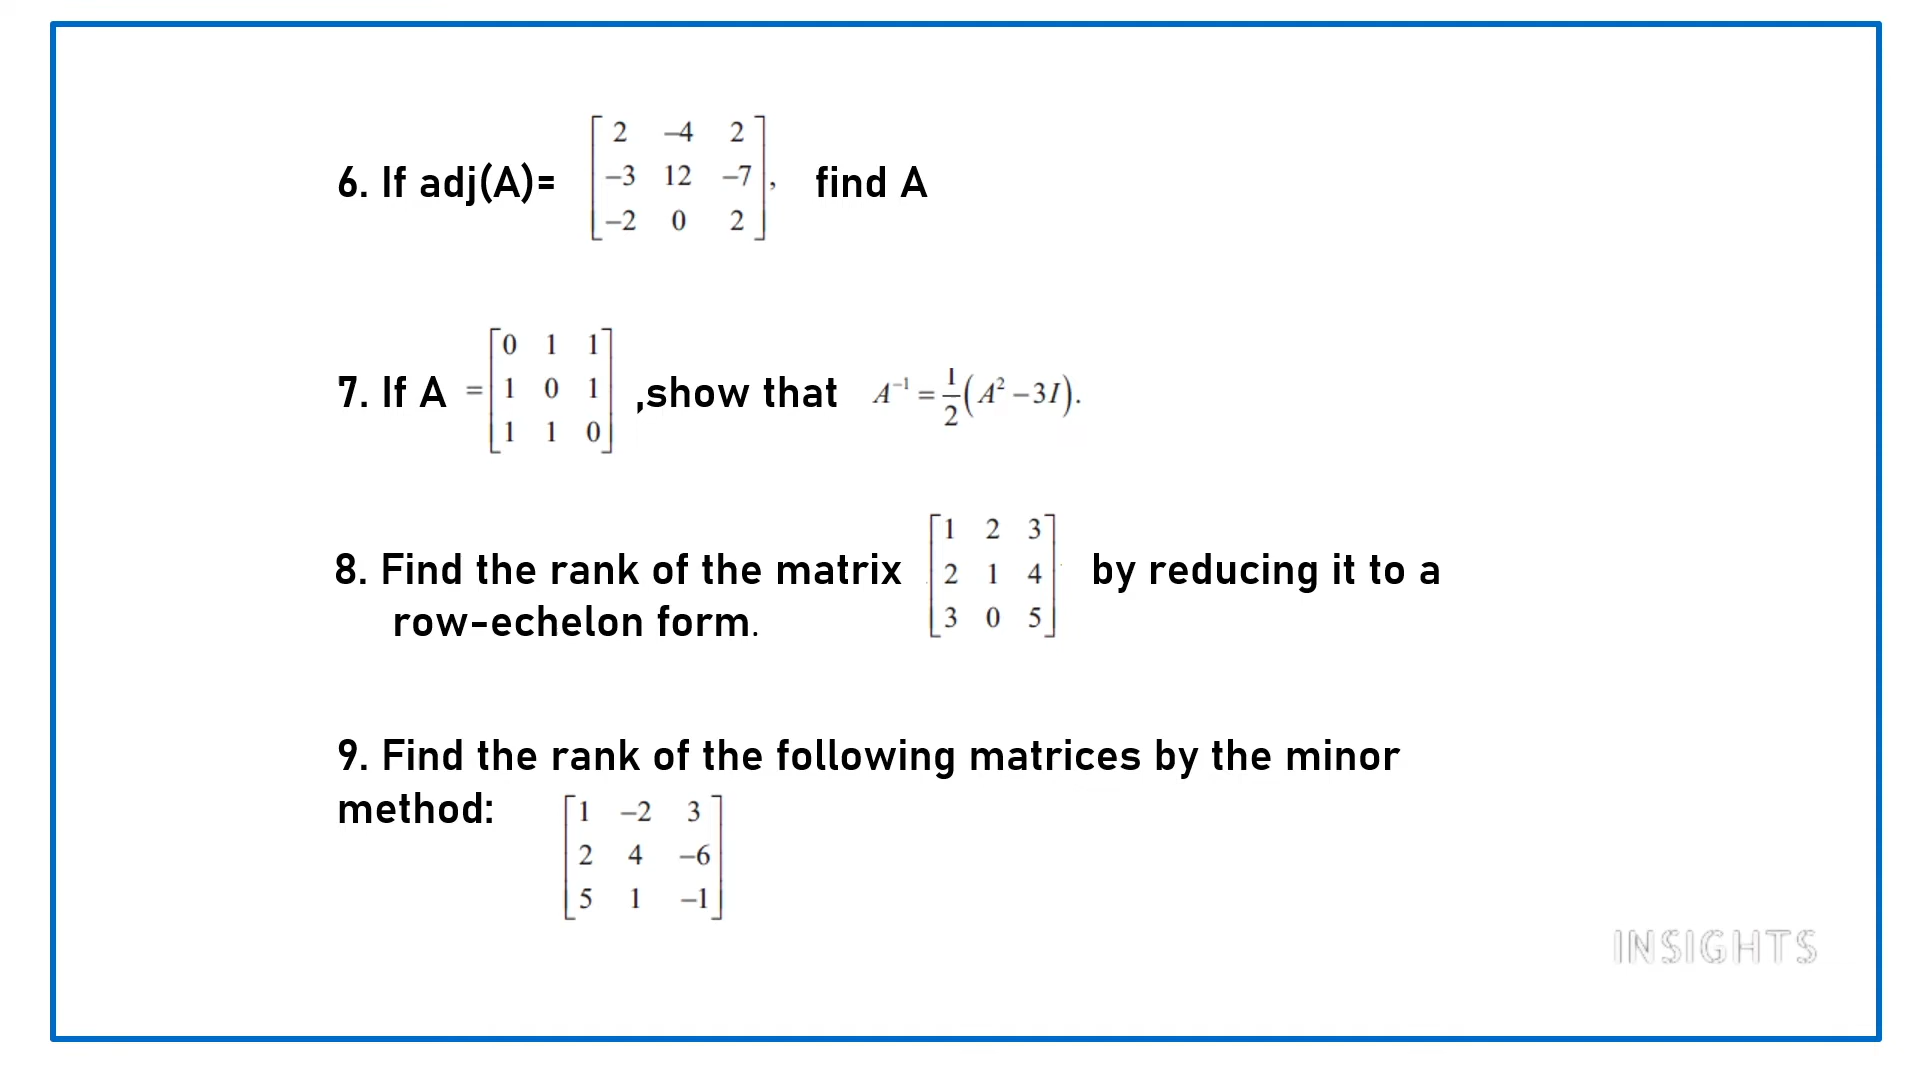 6. If adj(A)= [2 –4 2
–3 12 –7
–2 0 2], find A
7. If A = [0 1 1
1 0 1
1 1 0] ,show that A⁻¹ = 1/2 (A² – 3I).
8. Find the rank of the matrix [1 2 3
2 1 4
3 0 5] by reducing it to a
row-echelon form.
9. Find the rank of the following matrices by the minor
method: [1 –2 3
2 4 –6
5 1 –1]
INSIGHTS